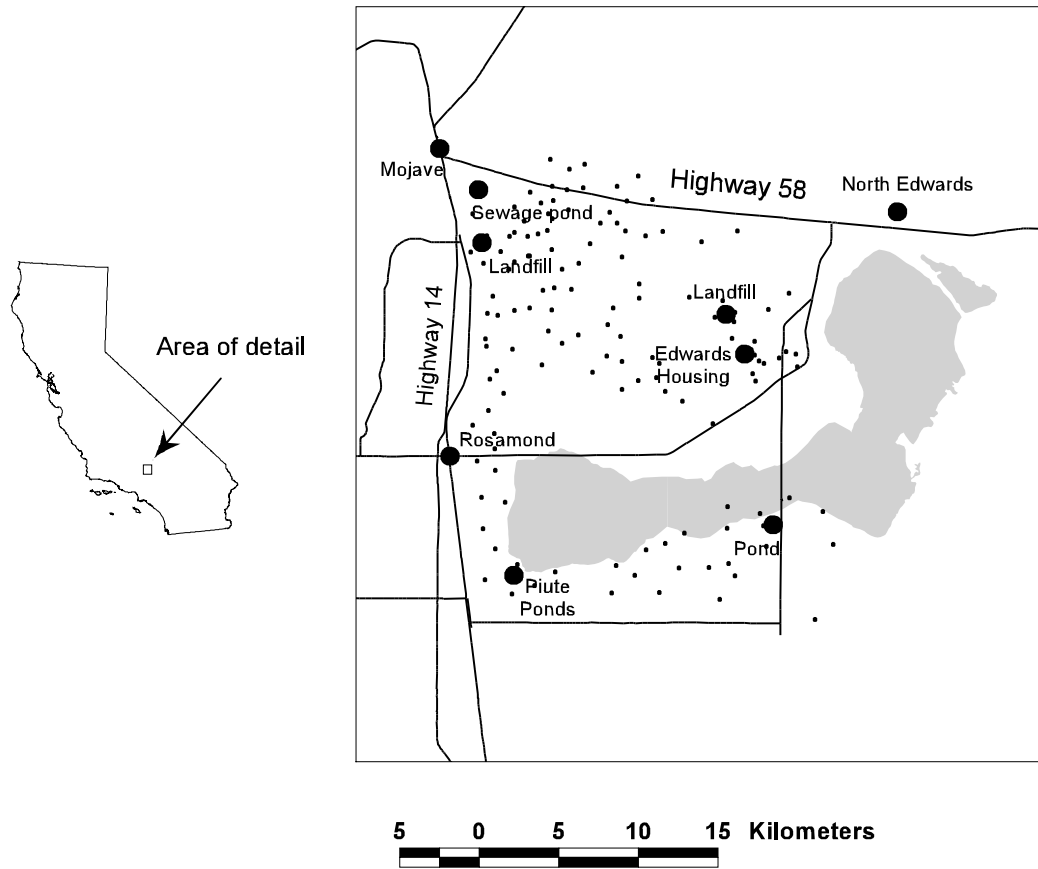 Mojave
Highway 58
North Edwards
Sewage pond
Landfill
Landfill
Highway 14
Area of detail
Edwards
Housing
Rosamond
Pond
Piute
Ponds
5 0 5 10 15 Kilometers